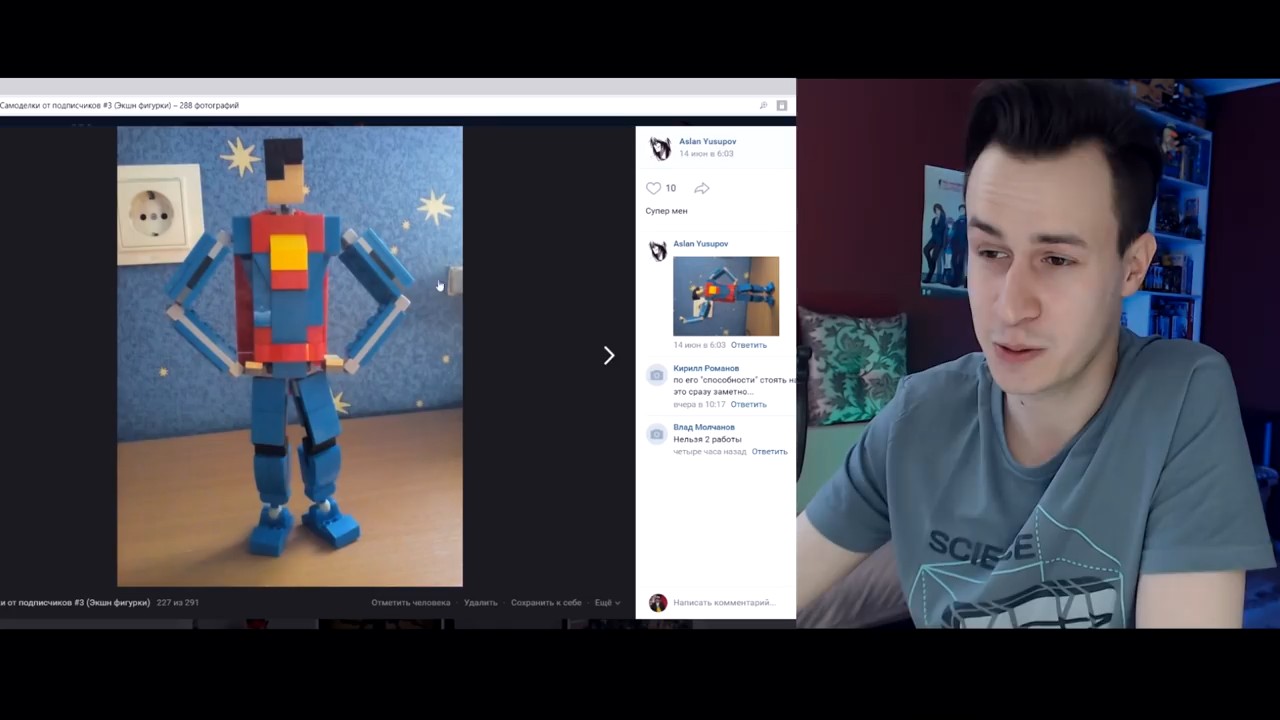 Самоделки от подписчиков #3 (Экшн фигурки) – 288 фотографий
Aslan Yusupov
14 июн в 6:03
10
Супер мен
Aslan Yusupov
14 июн в 6:03 Ответить
Кирилл Романов
по его "способности" стоять на
это сразу заметно...
вчера в 10:17 Ответить
Влад Молчанов
Нельзя 2 работы
четыре часа назад Ответить
и от подписчиков #3 (Экшн фигурки) 227 из 291
Отметить человека · Удалить · Сохранить к себе · Ещё
Написать комментарий...